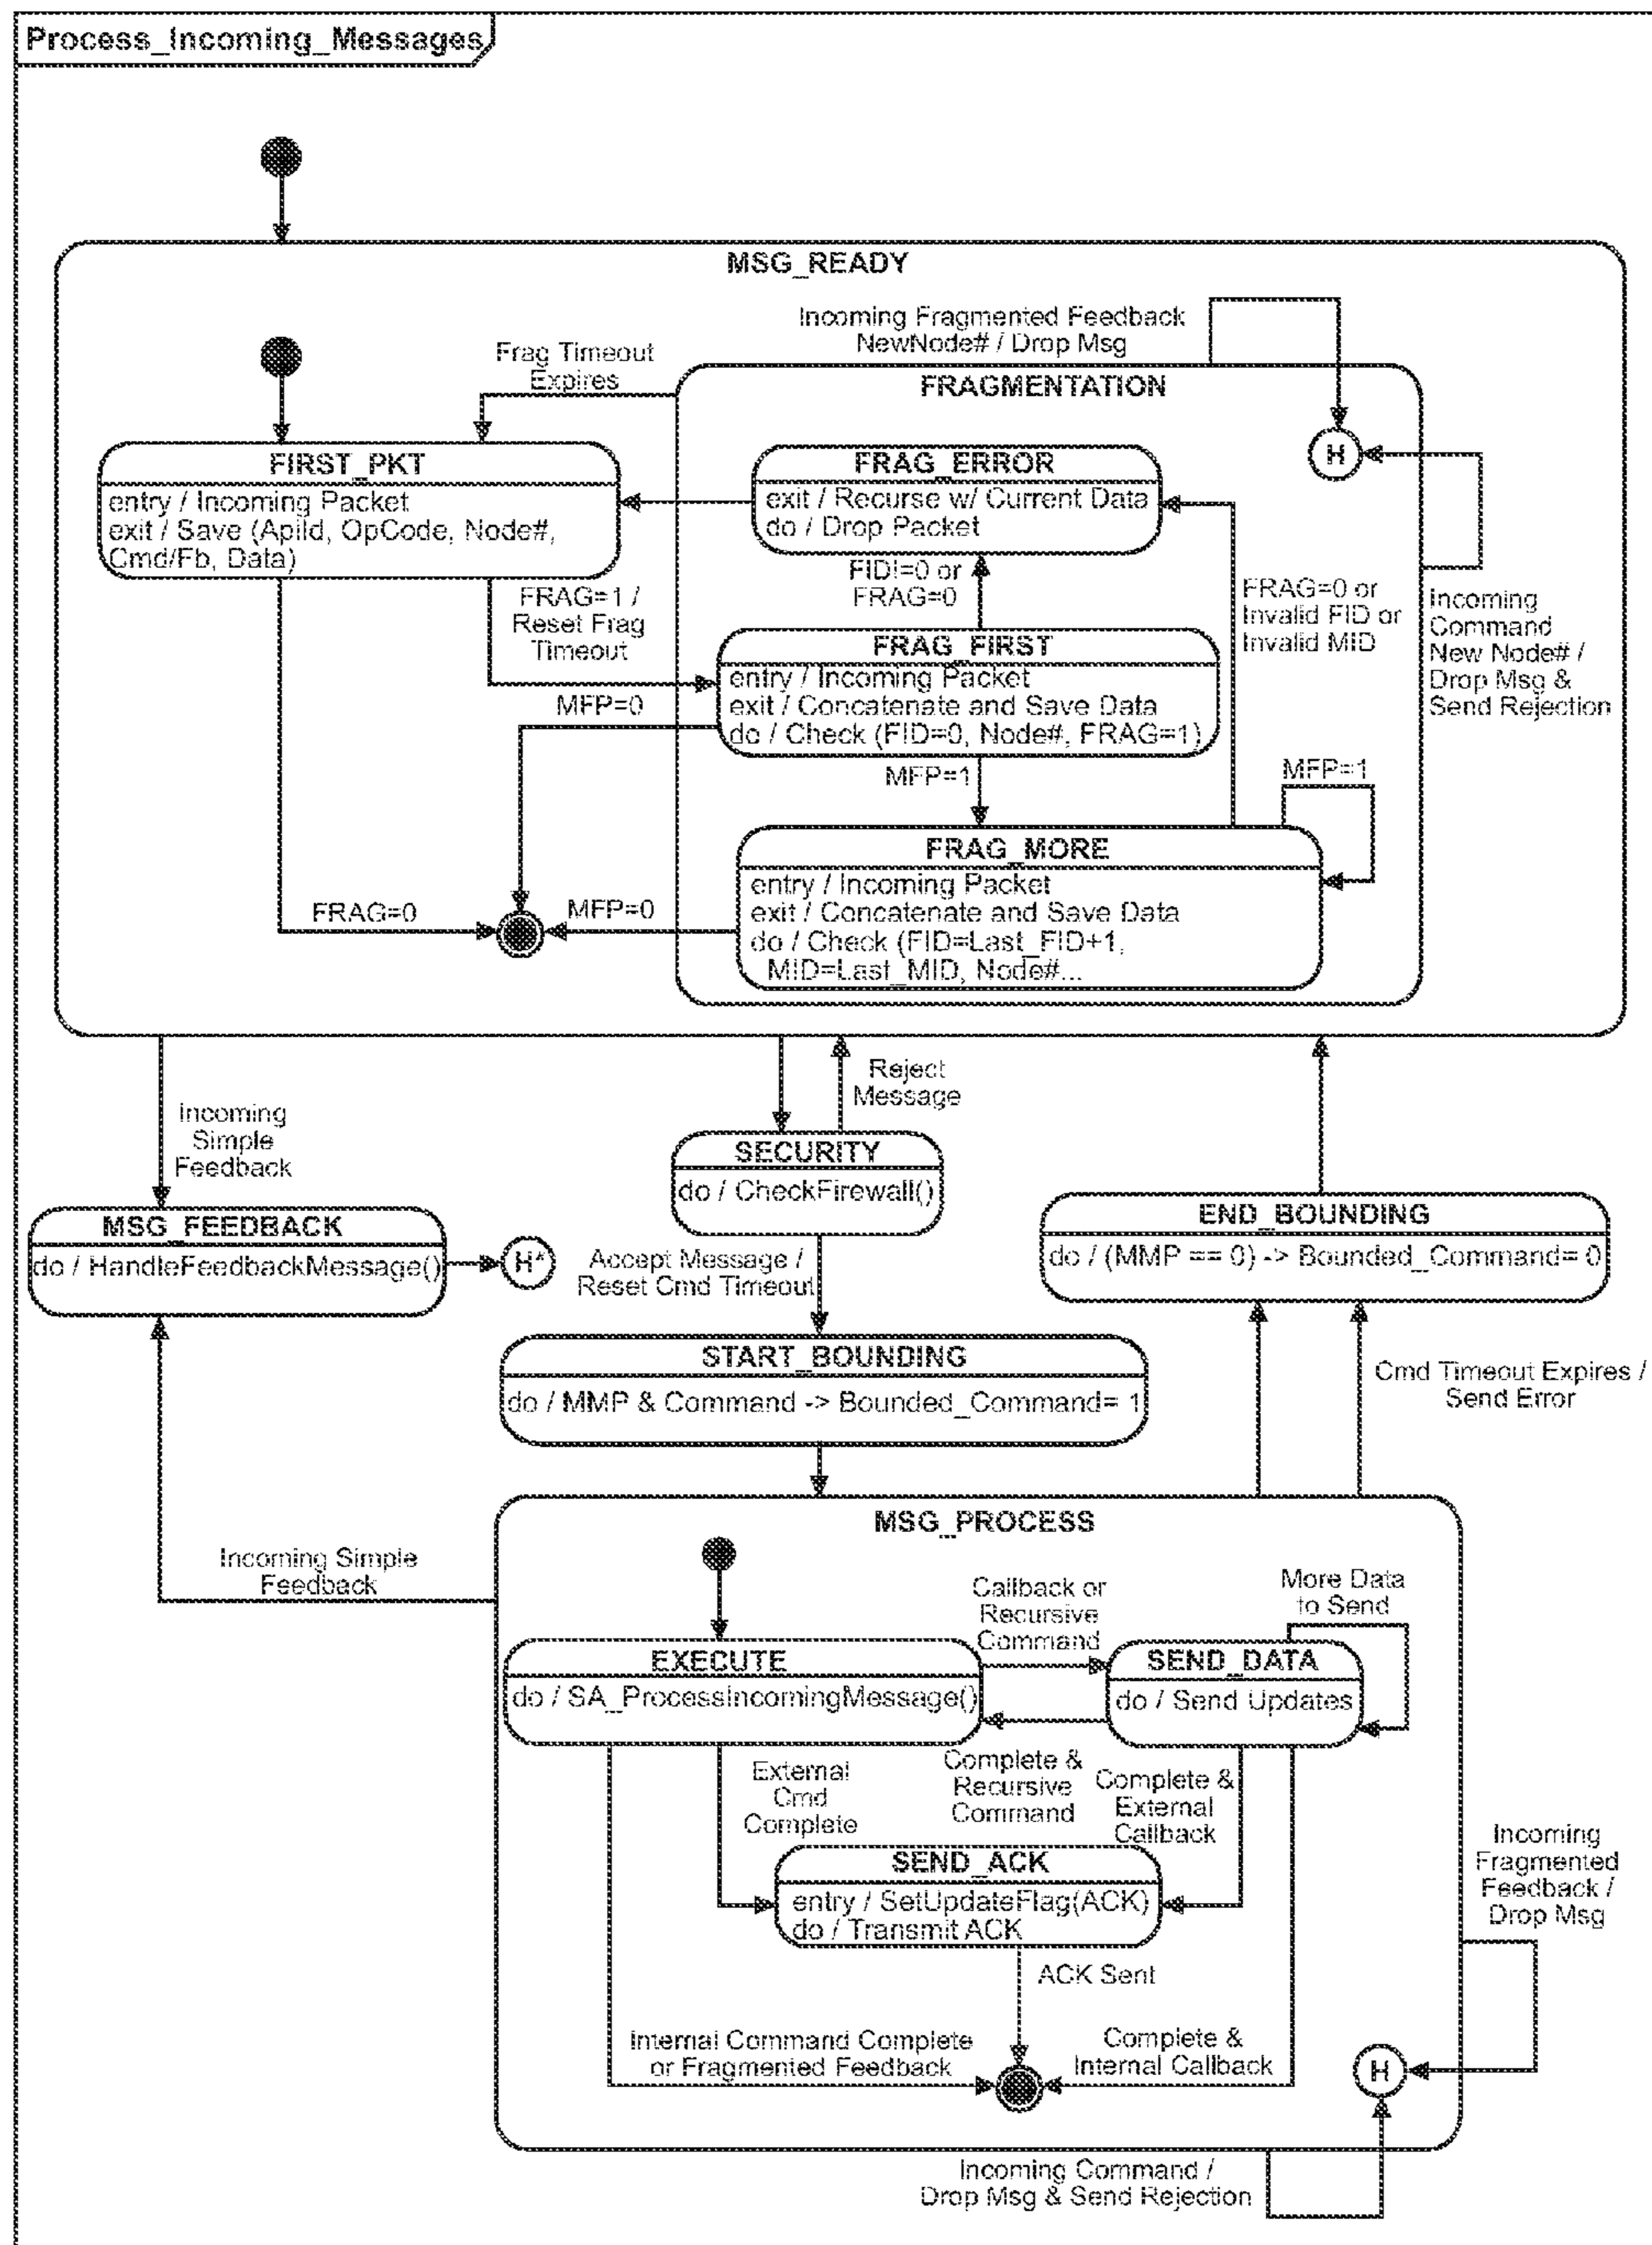 Process_Incoming_Messages
MSG_READY
Incoming Fragmented Feedback
NewNode# / Drop Msg
Frag Timeout
Expires
FRAGMENTATION
H
FIRST_PKT
entry / Incoming Packet
exit / Save (ApiId, OpCode, Node#,
Cmd/Fb, Data)
FRAG_ERROR
exit / Recurse w/ Current Data
do / Drop Packet
FID!=0 or
FRAG=0
FRAG=1 /
Reset Frag
Timeout
FRAG=0 or
Invalid FID or
Invalid MID
Incoming
Command
New Node# /
Drop Msg &
Send Rejection
FRAG_FIRST
entry / Incoming Packet
exit / Concatenate and Save Data
do / Check (FID=0, Node#, FRAG=1)
MFP=0
MFP=1
MFP=1
FRAG_MORE
entry / Incoming Packet
exit / Concatenate and Save Data
do / Check (FID=Last_FID+1,
MID=Last_MID, Node#...
FRAG=0
MFP=0
Reject
Message
Incoming
Simple
Feedback
SECURITY
do / CheckFirewall()
MSG_FEEDBACK
do / HandleFeedbackMessage()
H*
Accept Message /
Reset Cmd Timeout
END_BOUNDING
do / (MMP == 0) -> Bounded_Command= 0
START_BOUNDING
do / MMP & Command -> Bounded_Command= 1
Cmd Timeout Expires /
Send Error
MSG_PROCESS
Incoming Simple
Feedback
Callback or
Recursive
Command
More Data
to Send
EXECUTE
do / SA_ProcessIncomingMessage()
SEND_DATA
do / Send Updates
External
Cmd
Complete
Complete &
Recursive
Command
Complete &
External
Callback
SEND_ACK
entry / SetUpdateFlag(ACK)
do / Transmit ACK
Incoming
Fragmented
Feedback /
Drop Msg
ACK Sent
Internal Command Complete
or Fragmented Feedback
Complete &
Internal Callback
H
Incoming Command /
Drop Msg & Send Rejection